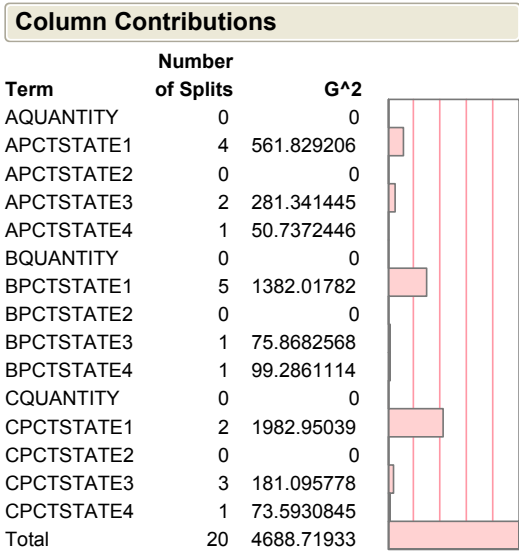 Column Contributions
Number
Term of Splits G^2
AQUANTITY 0 0
APCTSTATE1 4 561.829206
APCTSTATE2 0 0
APCTSTATE3 2 281.341445
APCTSTATE4 1 50.7372446
BQUANTITY 0 0
BPCTSTATE1 5 1382.01782
BPCTSTATE2 0 0
BPCTSTATE3 1 75.8682568
BPCTSTATE4 1 99.2861114
CQUANTITY 0 0
CPCTSTATE1 2 1982.95039
CPCTSTATE2 0 0
CPCTSTATE3 3 181.095778
CPCTSTATE4 1 73.5930845
Total 20 4688.71933